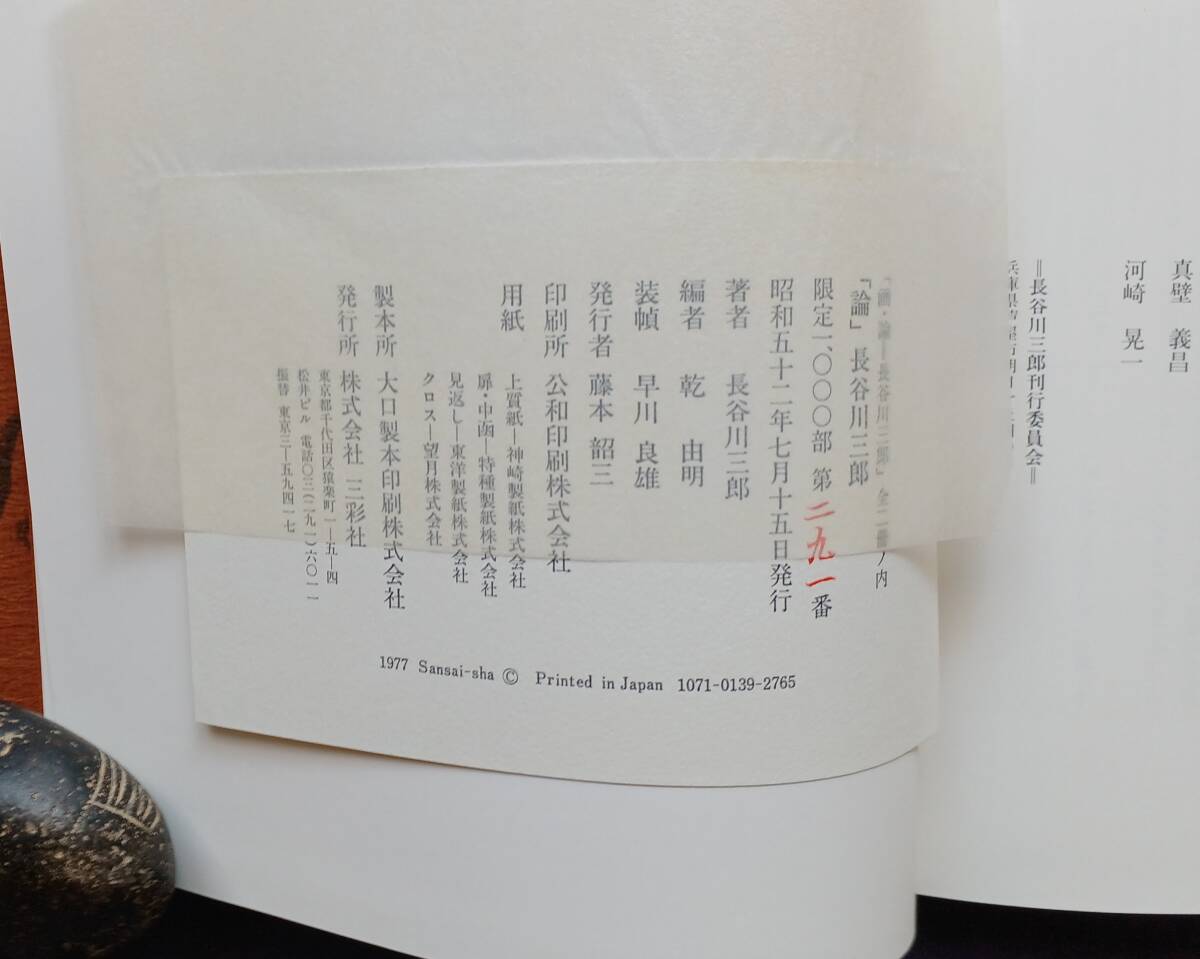 真壁 義昌
河崎 晃一
＝長谷川三郎刊行委員会＝
「画・論―長谷川三郎」全二冊ノ内
「論」長谷川三郎
限定一、〇〇〇部 第二九一番
昭和五十二年七月十五日発行
著者 長谷川三郎
編者 乾 由明
装幀 早川良雄
発行者 藤本韶三
印刷所 公和印刷株式会社
用紙 上質紙―神崎製紙株式会社
扉・中函―特種製紙株式会社
見返し―東洋製紙株式会社
クロス―望月株式会社
製本所 大口製本印刷株式会社
発行所 株式会社 三彩社
東京都千代田区猿楽町一―五―四
松井ビル 電話〇三(二九一)六〇一一
振替 東京三―五九四一七
1977 Sansai-sha © Printed in Japan 1071-0139-2765